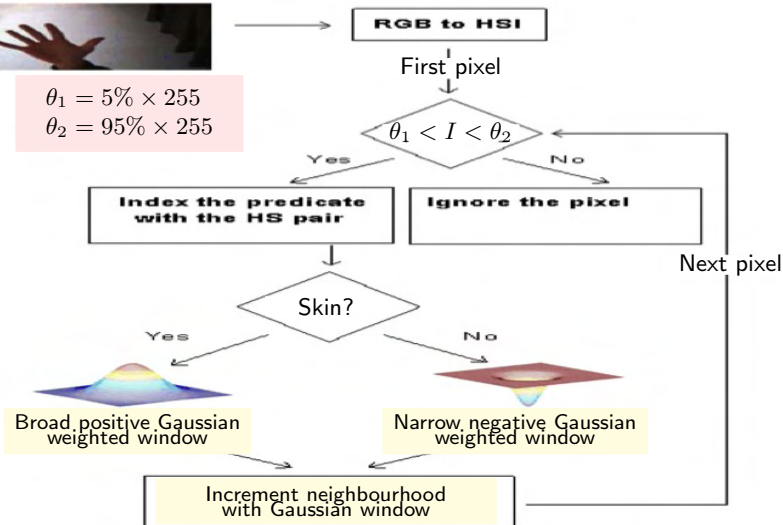 RGB to HSI
First pixel
θ₁ = 5% × 255
θ₂ = 95% × 255
θ₁ < I < θ₂
Yes
No
Index the predicate
with the HS pair
Ignore the pixel
Next pixel
Skin?
Yes
No
Broad positive Gaussian
weighted window
Narrow negative Gaussian
weighted window
Increment neighbourhood
with Gaussian window